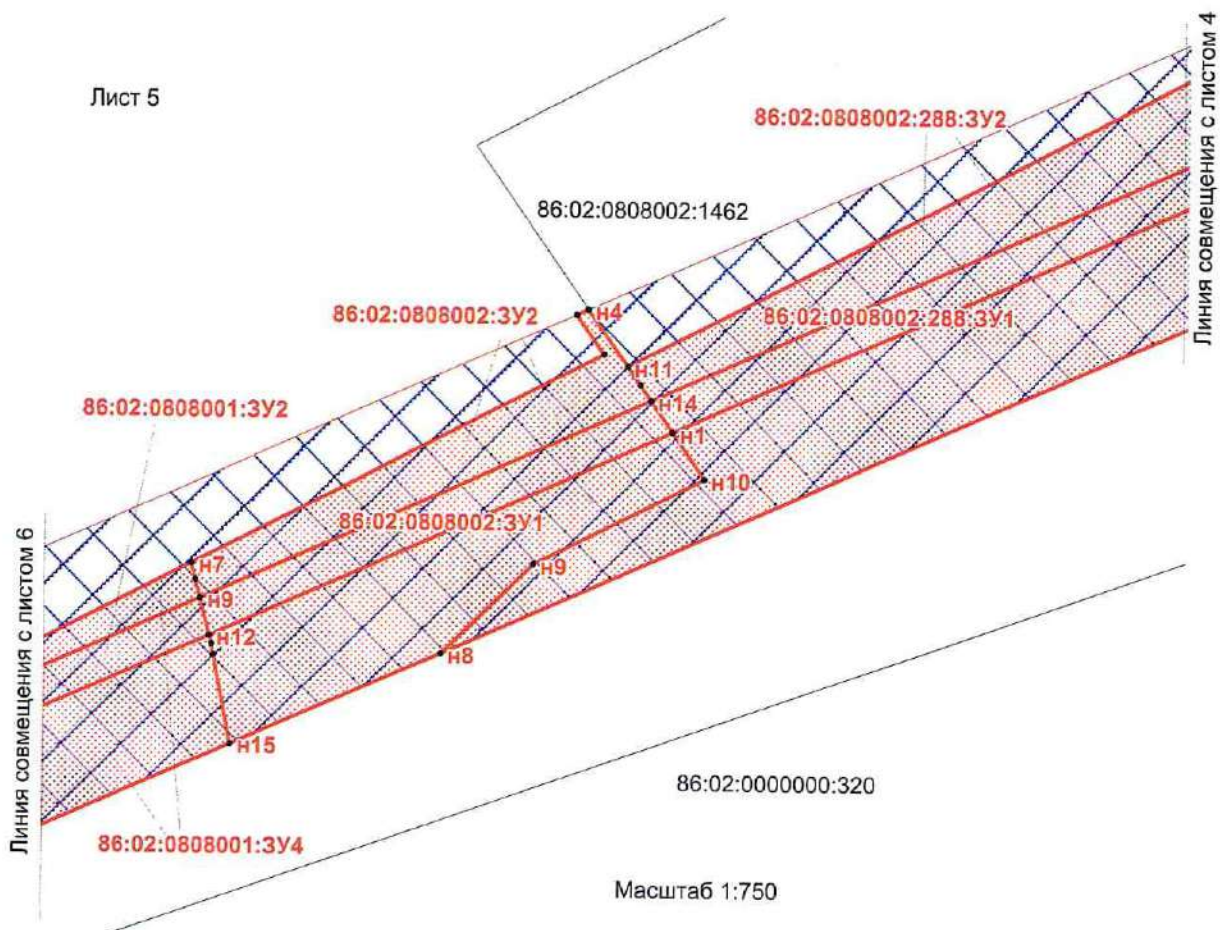 Лист 5
Линия совмещения с листом 4
86:02:0808002:288:ЗУ2
86:02:0808002:1462
86:02:0808002:ЗУ2
н4
86:02:0808002:288:ЗУ1
н11
86:02:0808001:ЗУ2
н14
н1
н10
86:02:0808002:ЗУ1
Линия совмещения с листом 6
н7
н9
н9
н12
н8
н15
86:02:0000000:320
86:02:0808001:ЗУ4
Масштаб 1:750